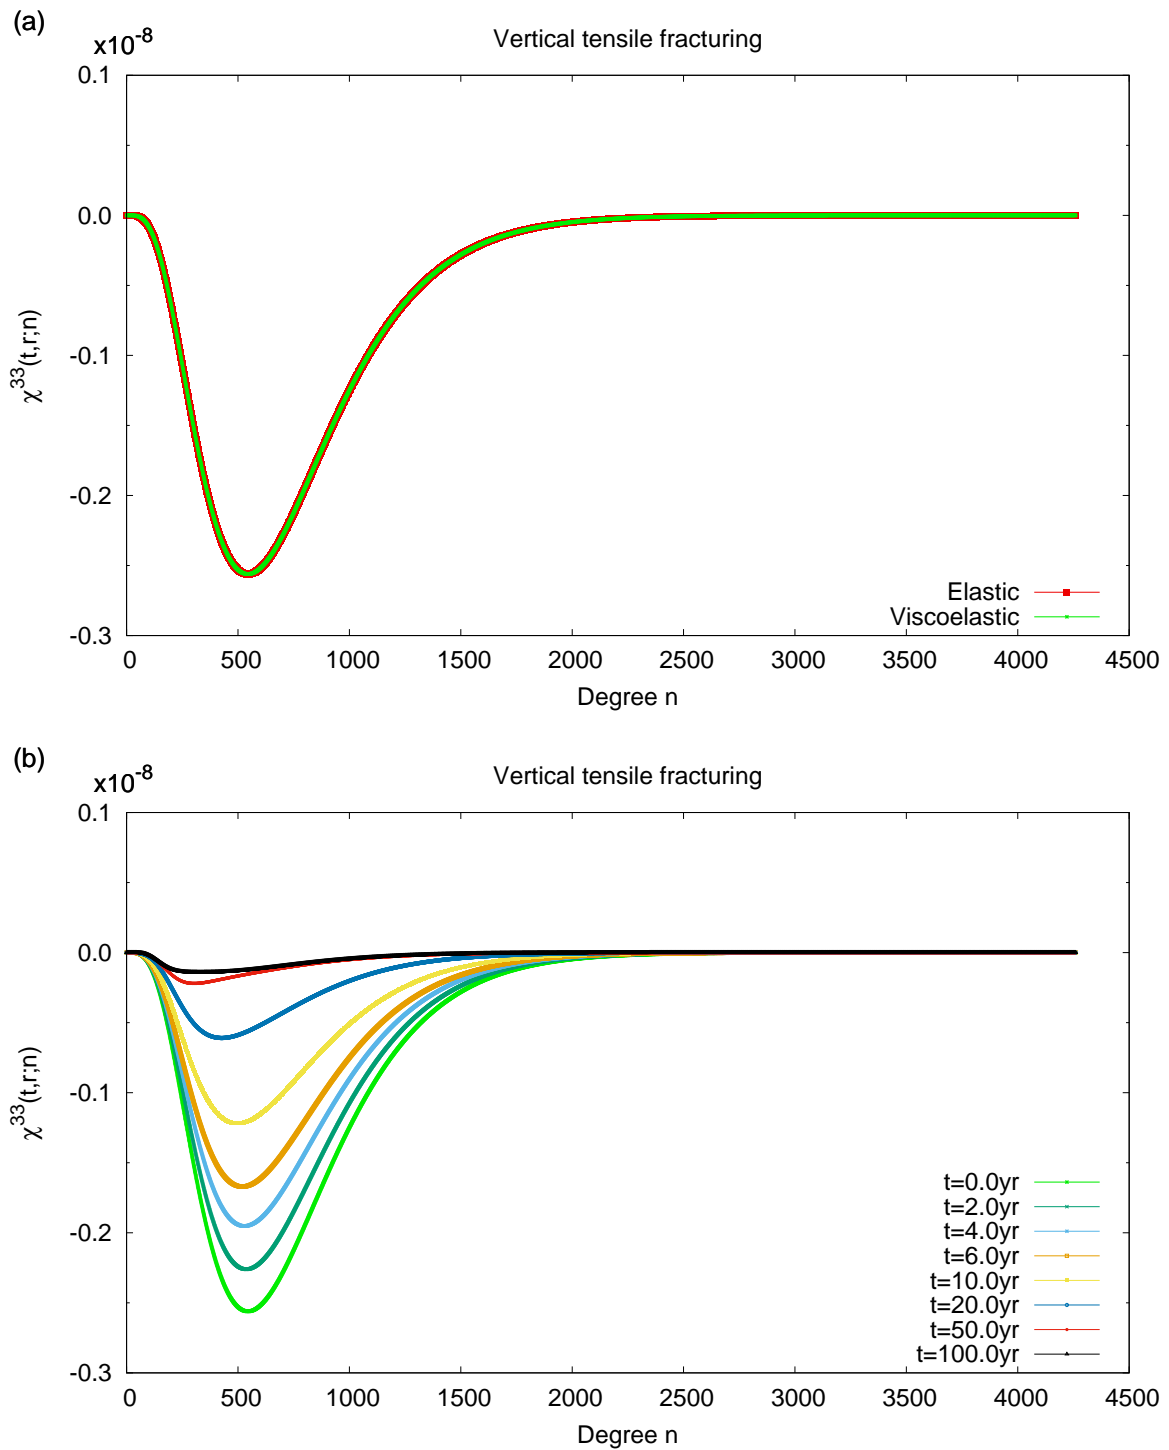 (a)
x10^-8
Vertical tensile fracturing
0.1
0.0
-0.1
-0.2
-0.3
χ^33(t,r;n)
Elastic
Viscoelastic
0 500 1000 1500 2000 2500 3000 3500 4000 4500
Degree n
(b)
x10^-8
Vertical tensile fracturing
0.1
0.0
-0.1
-0.2
-0.3
χ^33(t,r;n)
t=0.0yr
t=2.0yr
t=4.0yr
t=6.0yr
t=10.0yr
t=20.0yr
t=50.0yr
t=100.0yr
0 500 1000 1500 2000 2500 3000 3500 4000 4500
Degree n